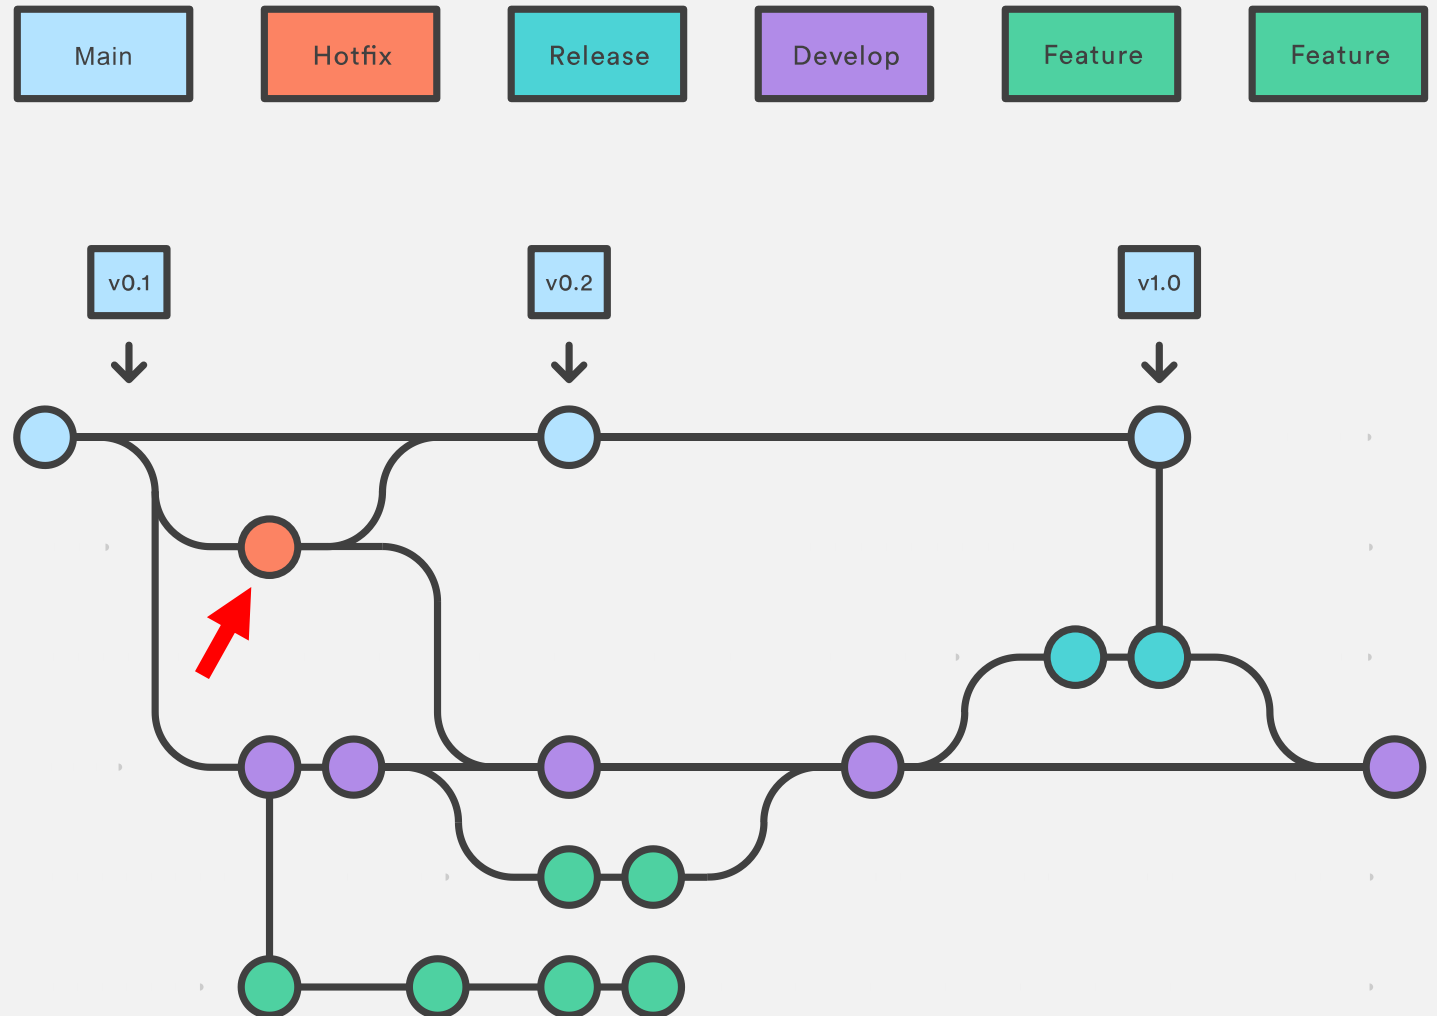 Main
Hotfix
Release
Develop
Feature
Feature
v0.1
v0.2
v1.0